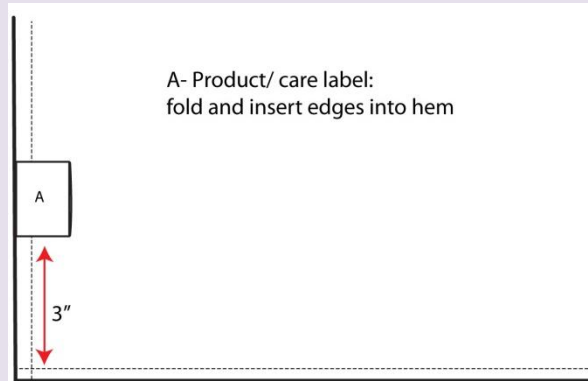 A- Product/ care label:
fold and insert edges into hem
A
3”